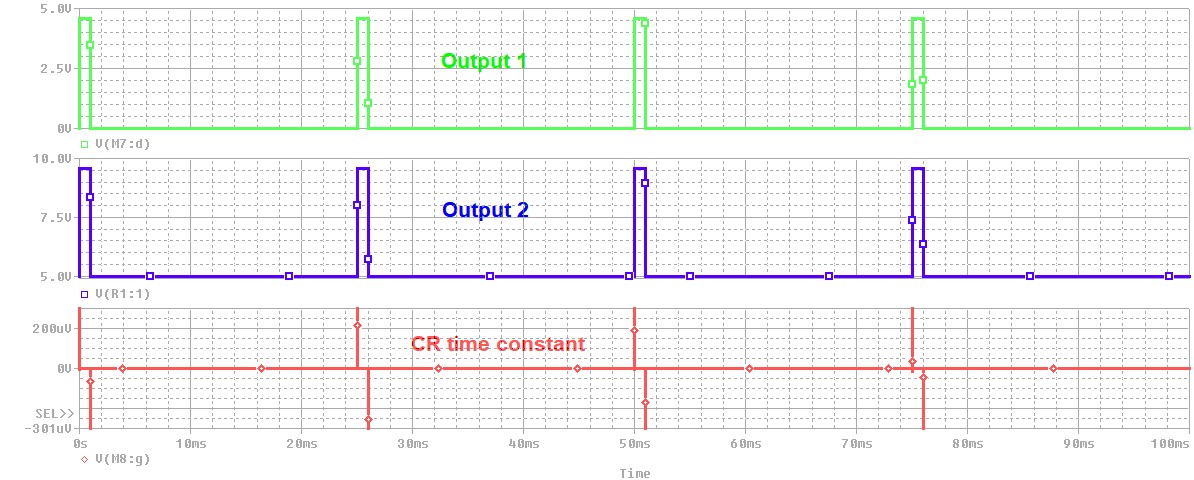 5.0V
Output 1
2.5V
0V
V(M7:d)
10.0V
Output 2
7.5V
5.0V
V(R1:1)
200uV
CR time constant
0V
SEL>>
-301uV
0s 10ms 20ms 30ms 40ms 50ms 60ms 70ms 80ms 90ms 100ms
V(M8:g)
Time